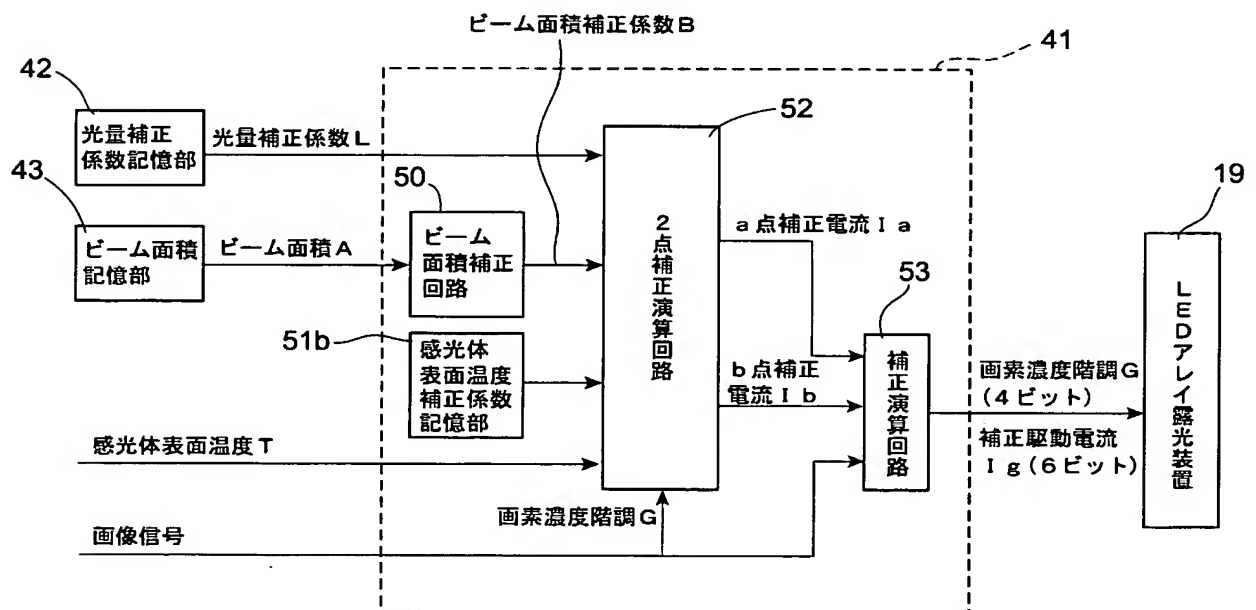 ビーム面積補正係数B
41
42
光量補正
係数記憶部
光量補正係数L
52
2点補正演算回路
43
ビーム面積
記憶部
ビーム面積A
50
ビーム
面積補正
回路
a点補正電流Ia
19
LEDアレイ露光装置
51b
感光体
表面温度
補正係数
記憶部
b点補正
電流Ib
53
補正演算回路
画素濃度階調G
(4ビット)
補正駆動電流
Ig(6ビット)
感光体表面温度T
画素濃度階調G
画像信号